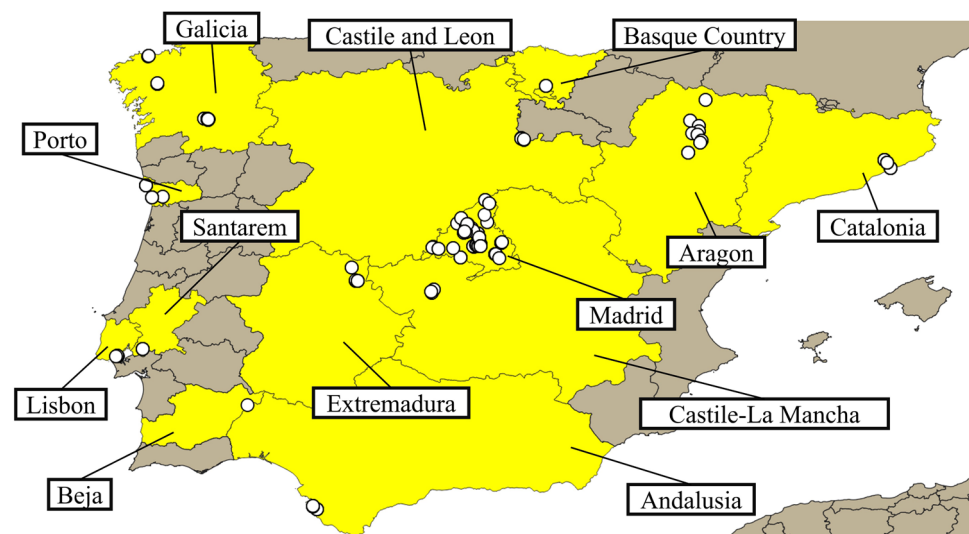 Galicia
Castile and Leon
Basque Country
Porto
Santarem
Catalonia
Aragon
Madrid
Lisbon
Extremadura
Castile-La Mancha
Beja
Andalusia